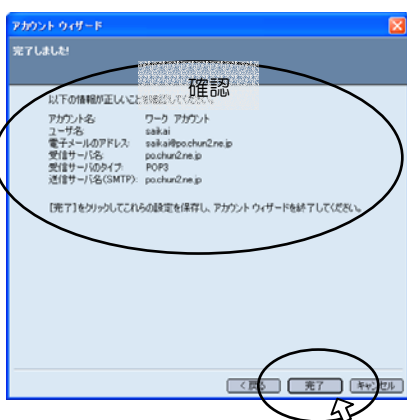 アカウント ウィザード
完了しました!
確認
以下の情報が正しいことを確認してください。
アカウント名: ワーク アカウント
ユーザ名: saikai
電子メールのアドレス: saikai@po.chun2.ne.jp
受信サーバ名: po.chun2.ne.jp
受信サーバのタイプ: POP3
送信サーバ名(SMTP): po.chun2.ne.jp
[完了]をクリックしてこれらの設定を保存し、アカウント ウィザードを終了してください。
< 戻る 完了 キャンセル